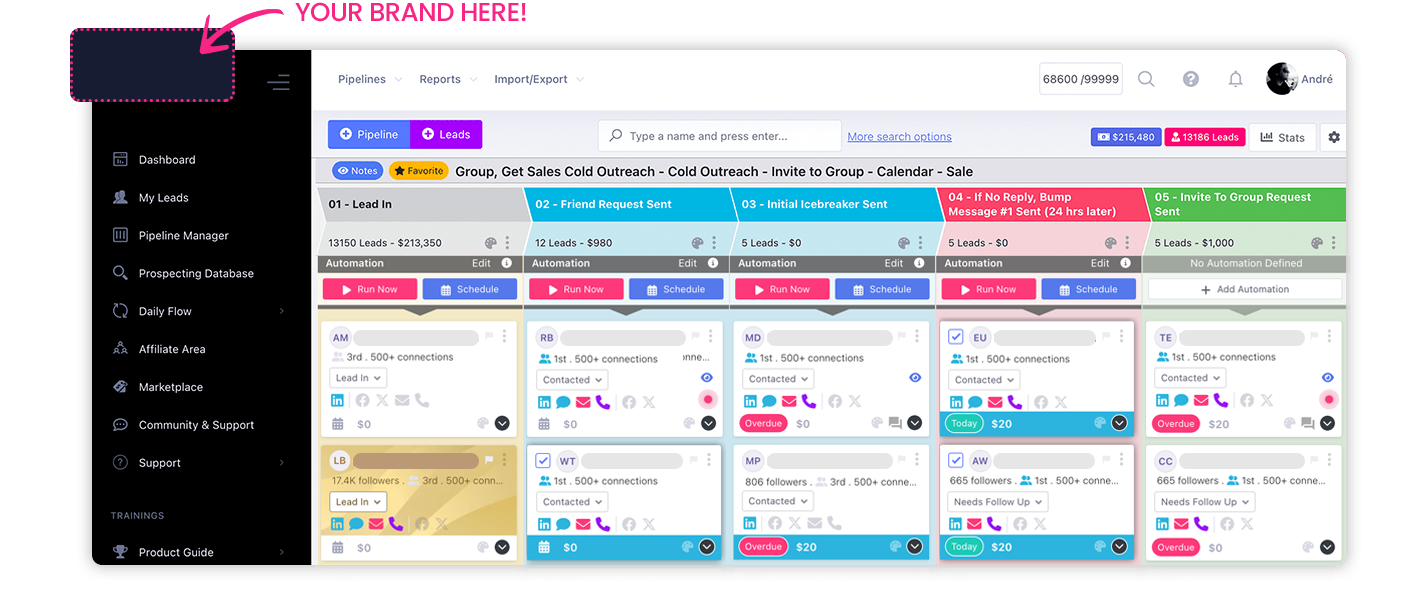 YOUR BRAND HERE!
Pipelines Reports Import/Export 68600 /99999 André
Pipeline Leads Type a name and press enter... More search options $215,480 13186 Leads Stats
Notes Favorite Group, Get Sales Cold Outreach - Cold Outreach - Invite to Group - Calendar - Sale
Dashboard
My Leads
Pipeline Manager
Prospecting Database
Daily Flow
Affiliate Area
Marketplace
Community & Support
Support
TRAININGS
Product Guide
01 - Lead In
13150 Leads - $213,350
Automation Edit
Run Now Schedule
AM
3rd . 500+ connections
Lead In
$0
LB
17.4K followers . 3rd . 500+ conne...
Lead In
$0
02 - Friend Request Sent
12 Leads - $980
Automation Edit
Run Now Schedule
RB
1st . 500+ connections onne...
Contacted
$0
WT
1st . 500+ connections
Contacted
$0
03 - Initial Icebreaker Sent
5 Leads - $0
Automation Edit
Run Now Schedule
MD
1st . 500+ connections
Contacted
Overdue $0
MP
806 followers . 3rd . 500+ conne...
Contacted
Overdue $20
04 - If No Reply, Bump
Message #1 Sent (24 hrs later)
5 Leads - $0
Automation Edit
Run Now Schedule
EU
1st . 500+ connections
Contacted
Today $20
AW
665 followers . 1st . 500+ conne...
Needs Follow Up
Today $20
05 - Invite To Group Request
Sent
5 Leads - $1,000
No Automation Defined
Add Automation
TE
1st . 500+ connections
Contacted
Overdue $20
CC
665 followers . 1st . 500+ conne...
Needs Follow Up
Overdue $0